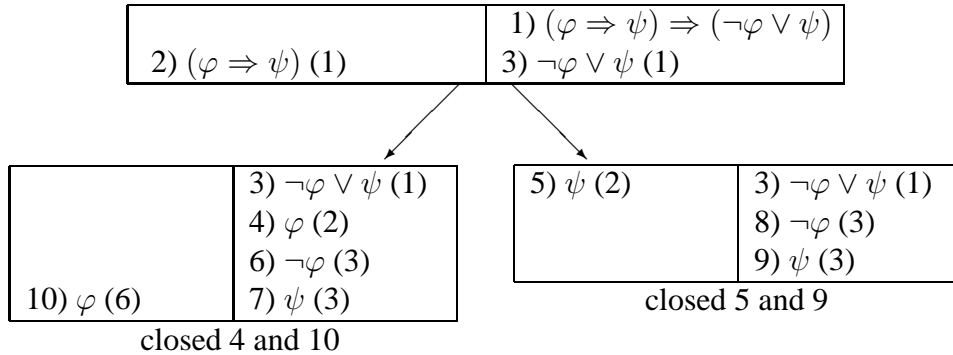 1) (φ ⇒ ψ) ⇒ (¬φ ∨ ψ)
2) (φ ⇒ ψ) (1)
3) ¬φ ∨ ψ (1)
3) ¬φ ∨ ψ (1)
4) φ (2)
6) ¬φ (3)
10) φ (6)
7) ψ (3)
closed 4 and 10
5) ψ (2)
3) ¬φ ∨ ψ (1)
8) ¬φ (3)
9) ψ (3)
closed 5 and 9